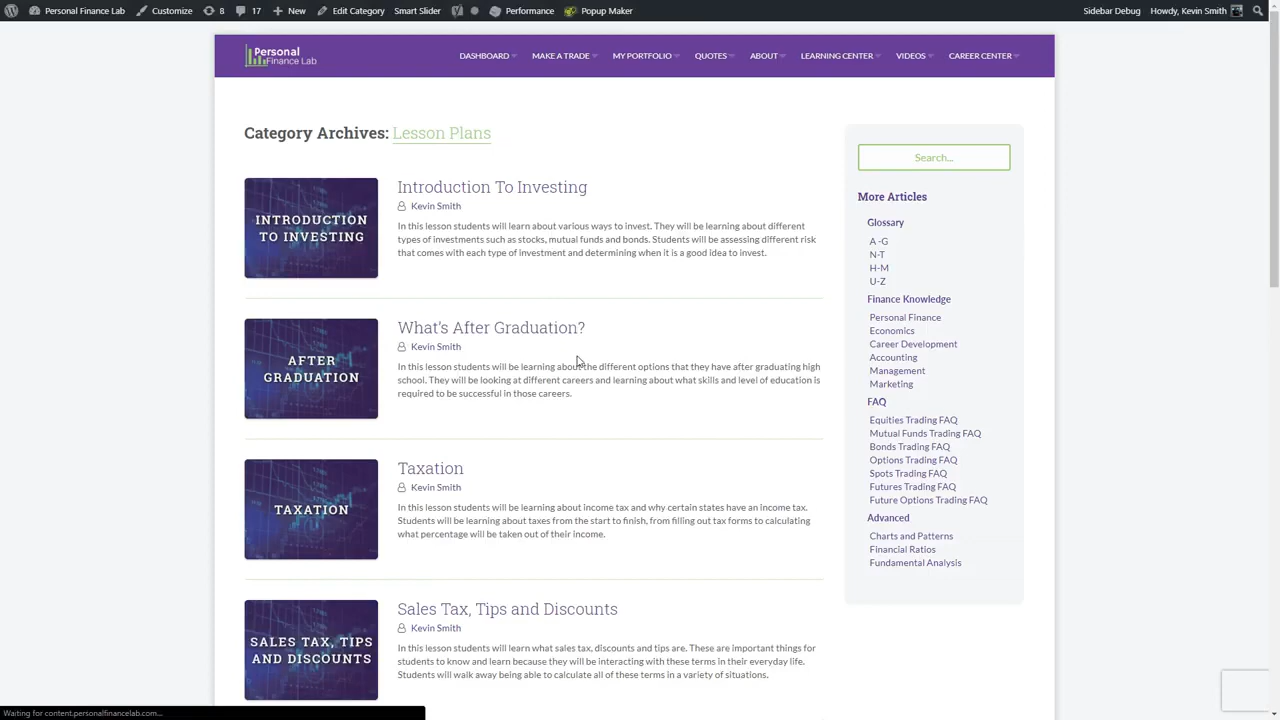 Personal Finance Lab
Customize
8
17
New
Edit Category
Smart Slider
Performance
Popup Maker
Sidebar Debug
Howdy, Kevin Smith
Personal
Finance Lab
DASHBOARD
MAKE A TRADE
MY PORTFOLIO
QUOTES
ABOUT
LEARNING CENTER
VIDEOS
CAREER CENTER
Category Archives: Lesson Plans
INTRODUCTION
TO INVESTING
Introduction To Investing
Kevin Smith
In this lesson students will learn about various ways to invest. They will be learning about different
types of investments such as stocks, mutual funds and bonds. Students will be assessing different risk
that comes with each type of investment and determining when it is a good idea to invest.
AFTER
GRADUATION
What's After Graduation?
Kevin Smith
In this lesson students will be learning about the different options that they have after graduating high
school. They will be looking at different careers and learning about what skills and level of education is
required to be successful in those careers.
TAXATION
Taxation
Kevin Smith
In this lesson students will be learning about income tax and why certain states have an income tax.
Students will be learning about taxes from the start to finish, from filling out tax forms to calculating
what percentage will be taken out of their income.
SALES TAX, TIPS
AND DISCOUNTS
Sales Tax, Tips and Discounts
Kevin Smith
In this lesson students will learn what sales tax, discounts and tips are. These are important things for
students to know and learn because they will be interacting with these terms in their everyday life.
Students will walk away being able to calculate all of these terms in a variety of situations.
Search...
More Articles
Glossary
A -G
N-T
H-M
U-Z
Finance Knowledge
Personal Finance
Economics
Career Development
Accounting
Management
Marketing
FAQ
Equities Trading FAQ
Mutual Funds Trading FAQ
Bonds Trading FAQ
Options Trading FAQ
Spots Trading FAQ
Futures Trading FAQ
Future Options Trading FAQ
Advanced
Charts and Patterns
Financial Ratios
Fundamental Analysis
Waiting for content.personalfinancelab.com...